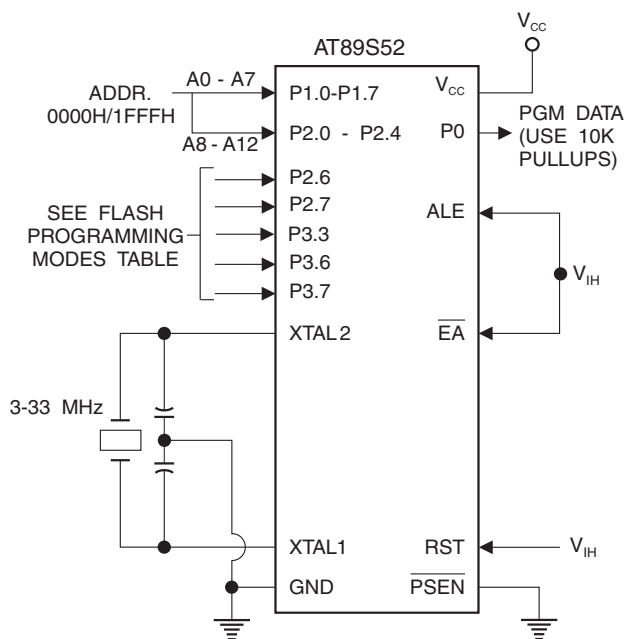 V_CC
AT89S52
A0 - A7
ADDR.
0000H/1FFFH
P1.0-P1.7
V_CC
A8 - A12
P2.0 - P2.4
P0
PGM DATA
(USE 10K
PULLUPS)
P2.6
P2.7
P3.3
P3.6
P3.7
SEE FLASH
PROGRAMMING
MODES TABLE
ALE
V_IH
XTAL2
E̅A̅
3-33 MHz
XTAL1
RST
V_IH
GND
P̅S̅E̅N̅